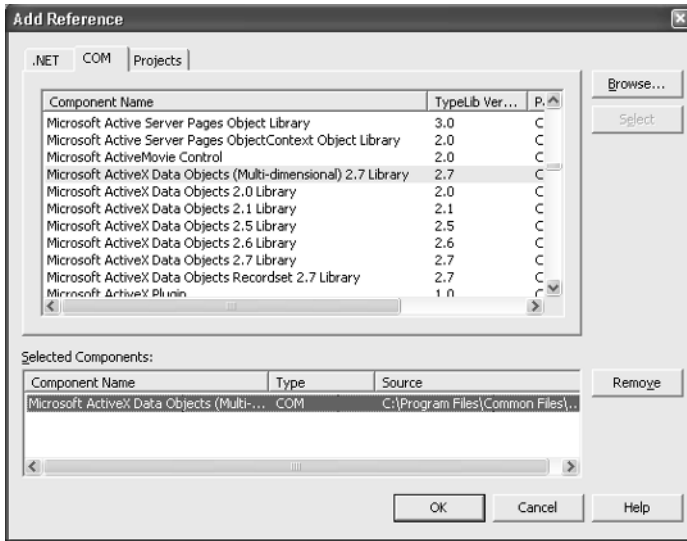 Add Reference
.NET COM Projects
Browse...
Component Name TypeLib Ver... P.
Select
Microsoft Active Server Pages Object Library 3.0 C
Microsoft Active Server Pages ObjectContext Object Library 2.0 C
Microsoft ActiveMovie Control 2.0 C
Microsoft ActiveX Data Objects (Multi-dimensional) 2.7 Library 2.7 C
Microsoft ActiveX Data Objects 2.0 Library 2.0 C
Microsoft ActiveX Data Objects 2.1 Library 2.1 C
Microsoft ActiveX Data Objects 2.5 Library 2.5 C
Microsoft ActiveX Data Objects 2.6 Library 2.6 C
Microsoft ActiveX Data Objects 2.7 Library 2.7 C
Microsoft ActiveX Data Objects Recordset 2.7 Library 2.7 C
Microsoft ActiveX Plugin 1.0 C
Selected Components:
Component Name Type Source
Remove
Microsoft ActiveX Data Objects (Multi-... COM C:\Program Files\Common Files\..
OK Cancel Help